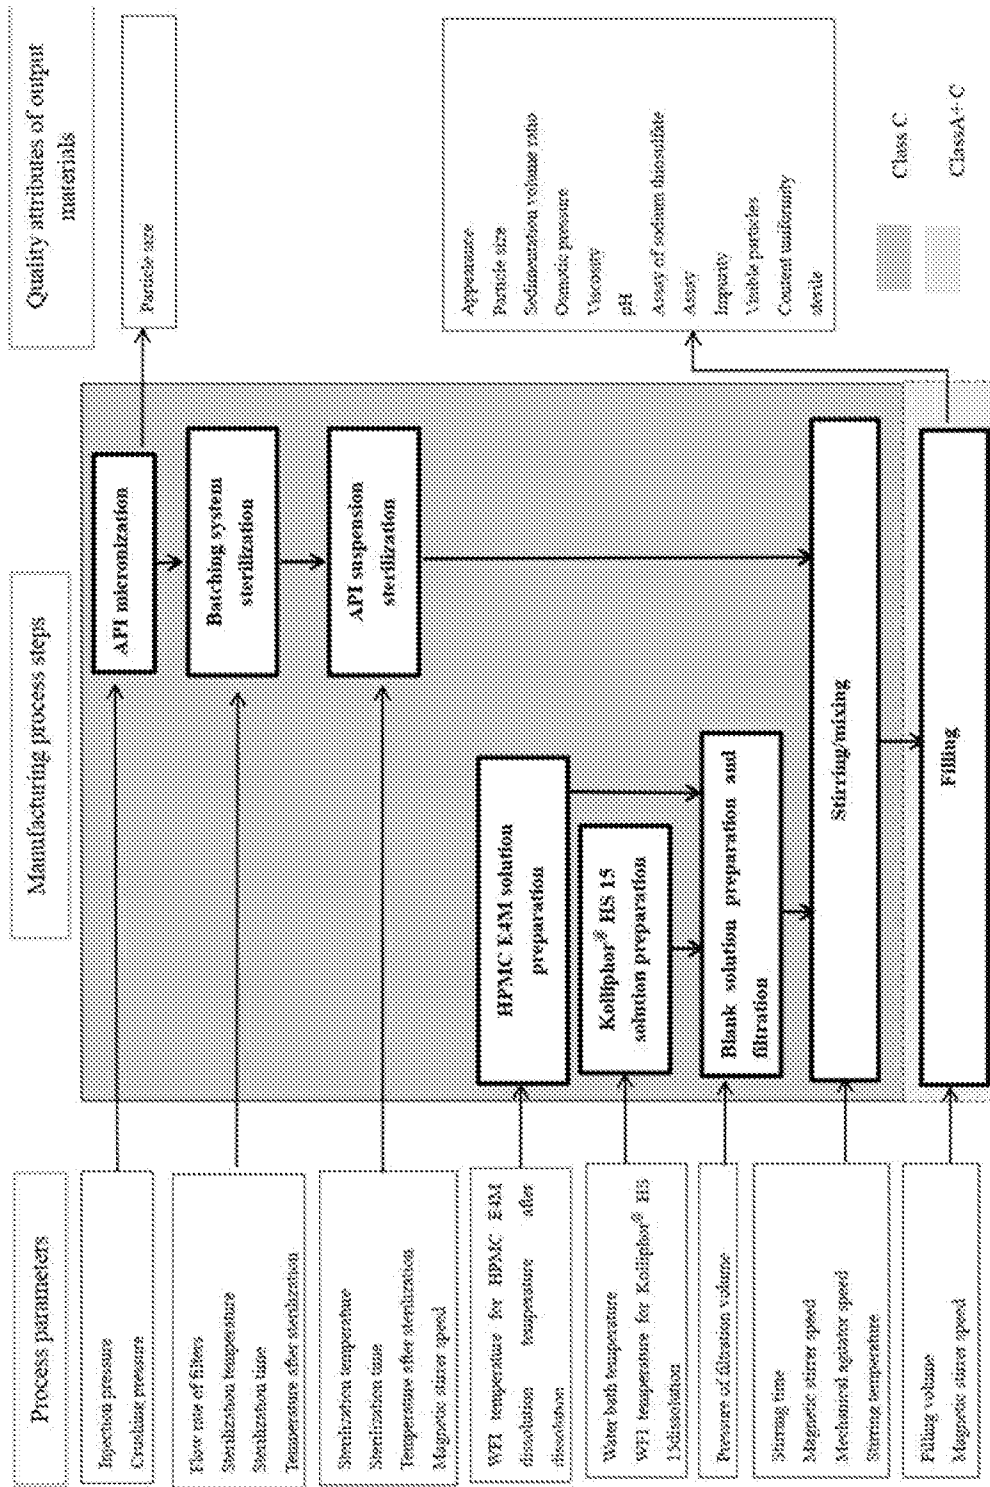 Process parameters
Manufacturing process steps
Quality attributes of output
materials
Injection pressure
Crushing pressure
API micronization
Particle size
Flow rate of filters
Sterilization temperature
Sterilization time
Temperature after sterilization
Batching system
sterilization
Sterilization temperature
Sterilization time
Temperature after sterilization
Magnetic stirrer speed
API suspension
sterilization
WFI temperature for HPMC E4M
dissolution temperature after
dissolution
HPMC E4M solution
preparation
Water bath temperature
WFI temperature for Kolliphor® HS
15dissolution
Kolliphor® HS 15
solution preparation
Pressure of filtration volume
Blank solution preparation and
filtration
Stirring time
Magnetic stirrer speed
Mechanical agitator speed
Stirring temperature
Stirring/mixing
Filling volume
Magnetic stirrer speed
Filling
Appearance
Particle size
Sedimentation volume ratio
Osmotic pressure
Viscosity
pH
Assay of sodium thiosulfate
Assay
Impurity
Visible particles
Content uniformity
sterile
Class C
ClassA+C